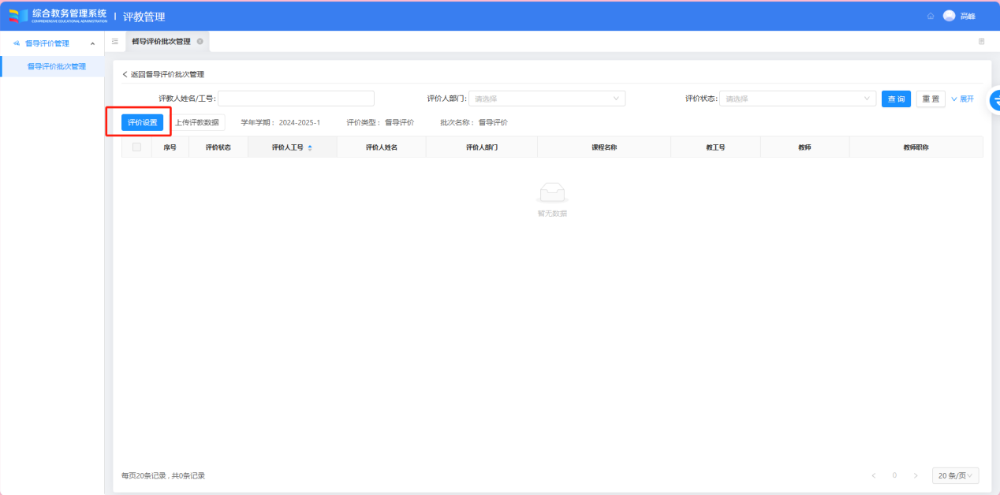 综合教务管理系统
COMPREHENSIVE EDUCATIONAL ADMINISTRATION
评教管理
高峰
督导评价管理
督导评价批次管理
督导评价批次管理
返回督导评价批次管理
评教人姓名/工号:
评价人部门: 请选择
评价状态: 请选择
查 询
重 置
展开
评价设置
上传评教数据
学年学期： 2024-2025-1
评价类型： 督导评价
批次名称： 督导评价
序号 评价状态 评价人工号 评价人姓名 评价人部门 课程名称 教工号 教师 教师职称
暂无数据
每页20条记录 , 共0条记录
0
20 条/页